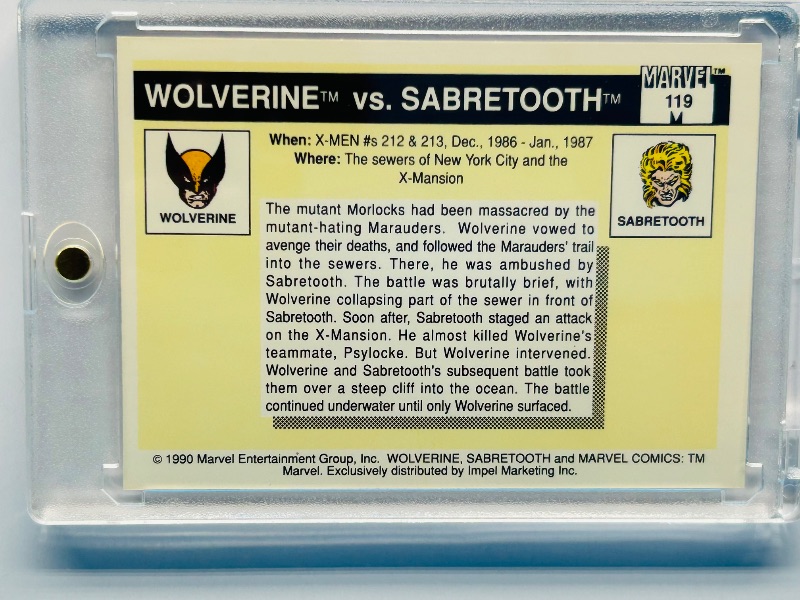 MARVEL™
WOLVERINE™ vs. SABRETOOTH™
119
When: X-MEN #s 212 & 213, Dec., 1986 - Jan., 1987
Where: The sewers of New York City and the
X-Mansion
WOLVERINE
SABRETOOTH
The mutant Morlocks had been massacred by the
mutant-hating Marauders. Wolverine vowed to
avenge their deaths, and followed the Marauders' trail
into the sewers. There, he was ambushed by
Sabretooth. The battle was brutally brief, with
Wolverine collapsing part of the sewer in front of
Sabretooth. Soon after, Sabretooth staged an attack
on the X-Mansion. He almost killed Wolverine's
teammate, Psylocke. But Wolverine intervened.
Wolverine and Sabretooth's subsequent battle took
them over a steep cliff into the ocean. The battle
continued underwater until only Wolverine surfaced.
© 1990 Marvel Entertainment Group, Inc. WOLVERINE, SABRETOOTH and MARVEL COMICS: TM
Marvel. Exclusively distributed by Impel Marketing Inc.